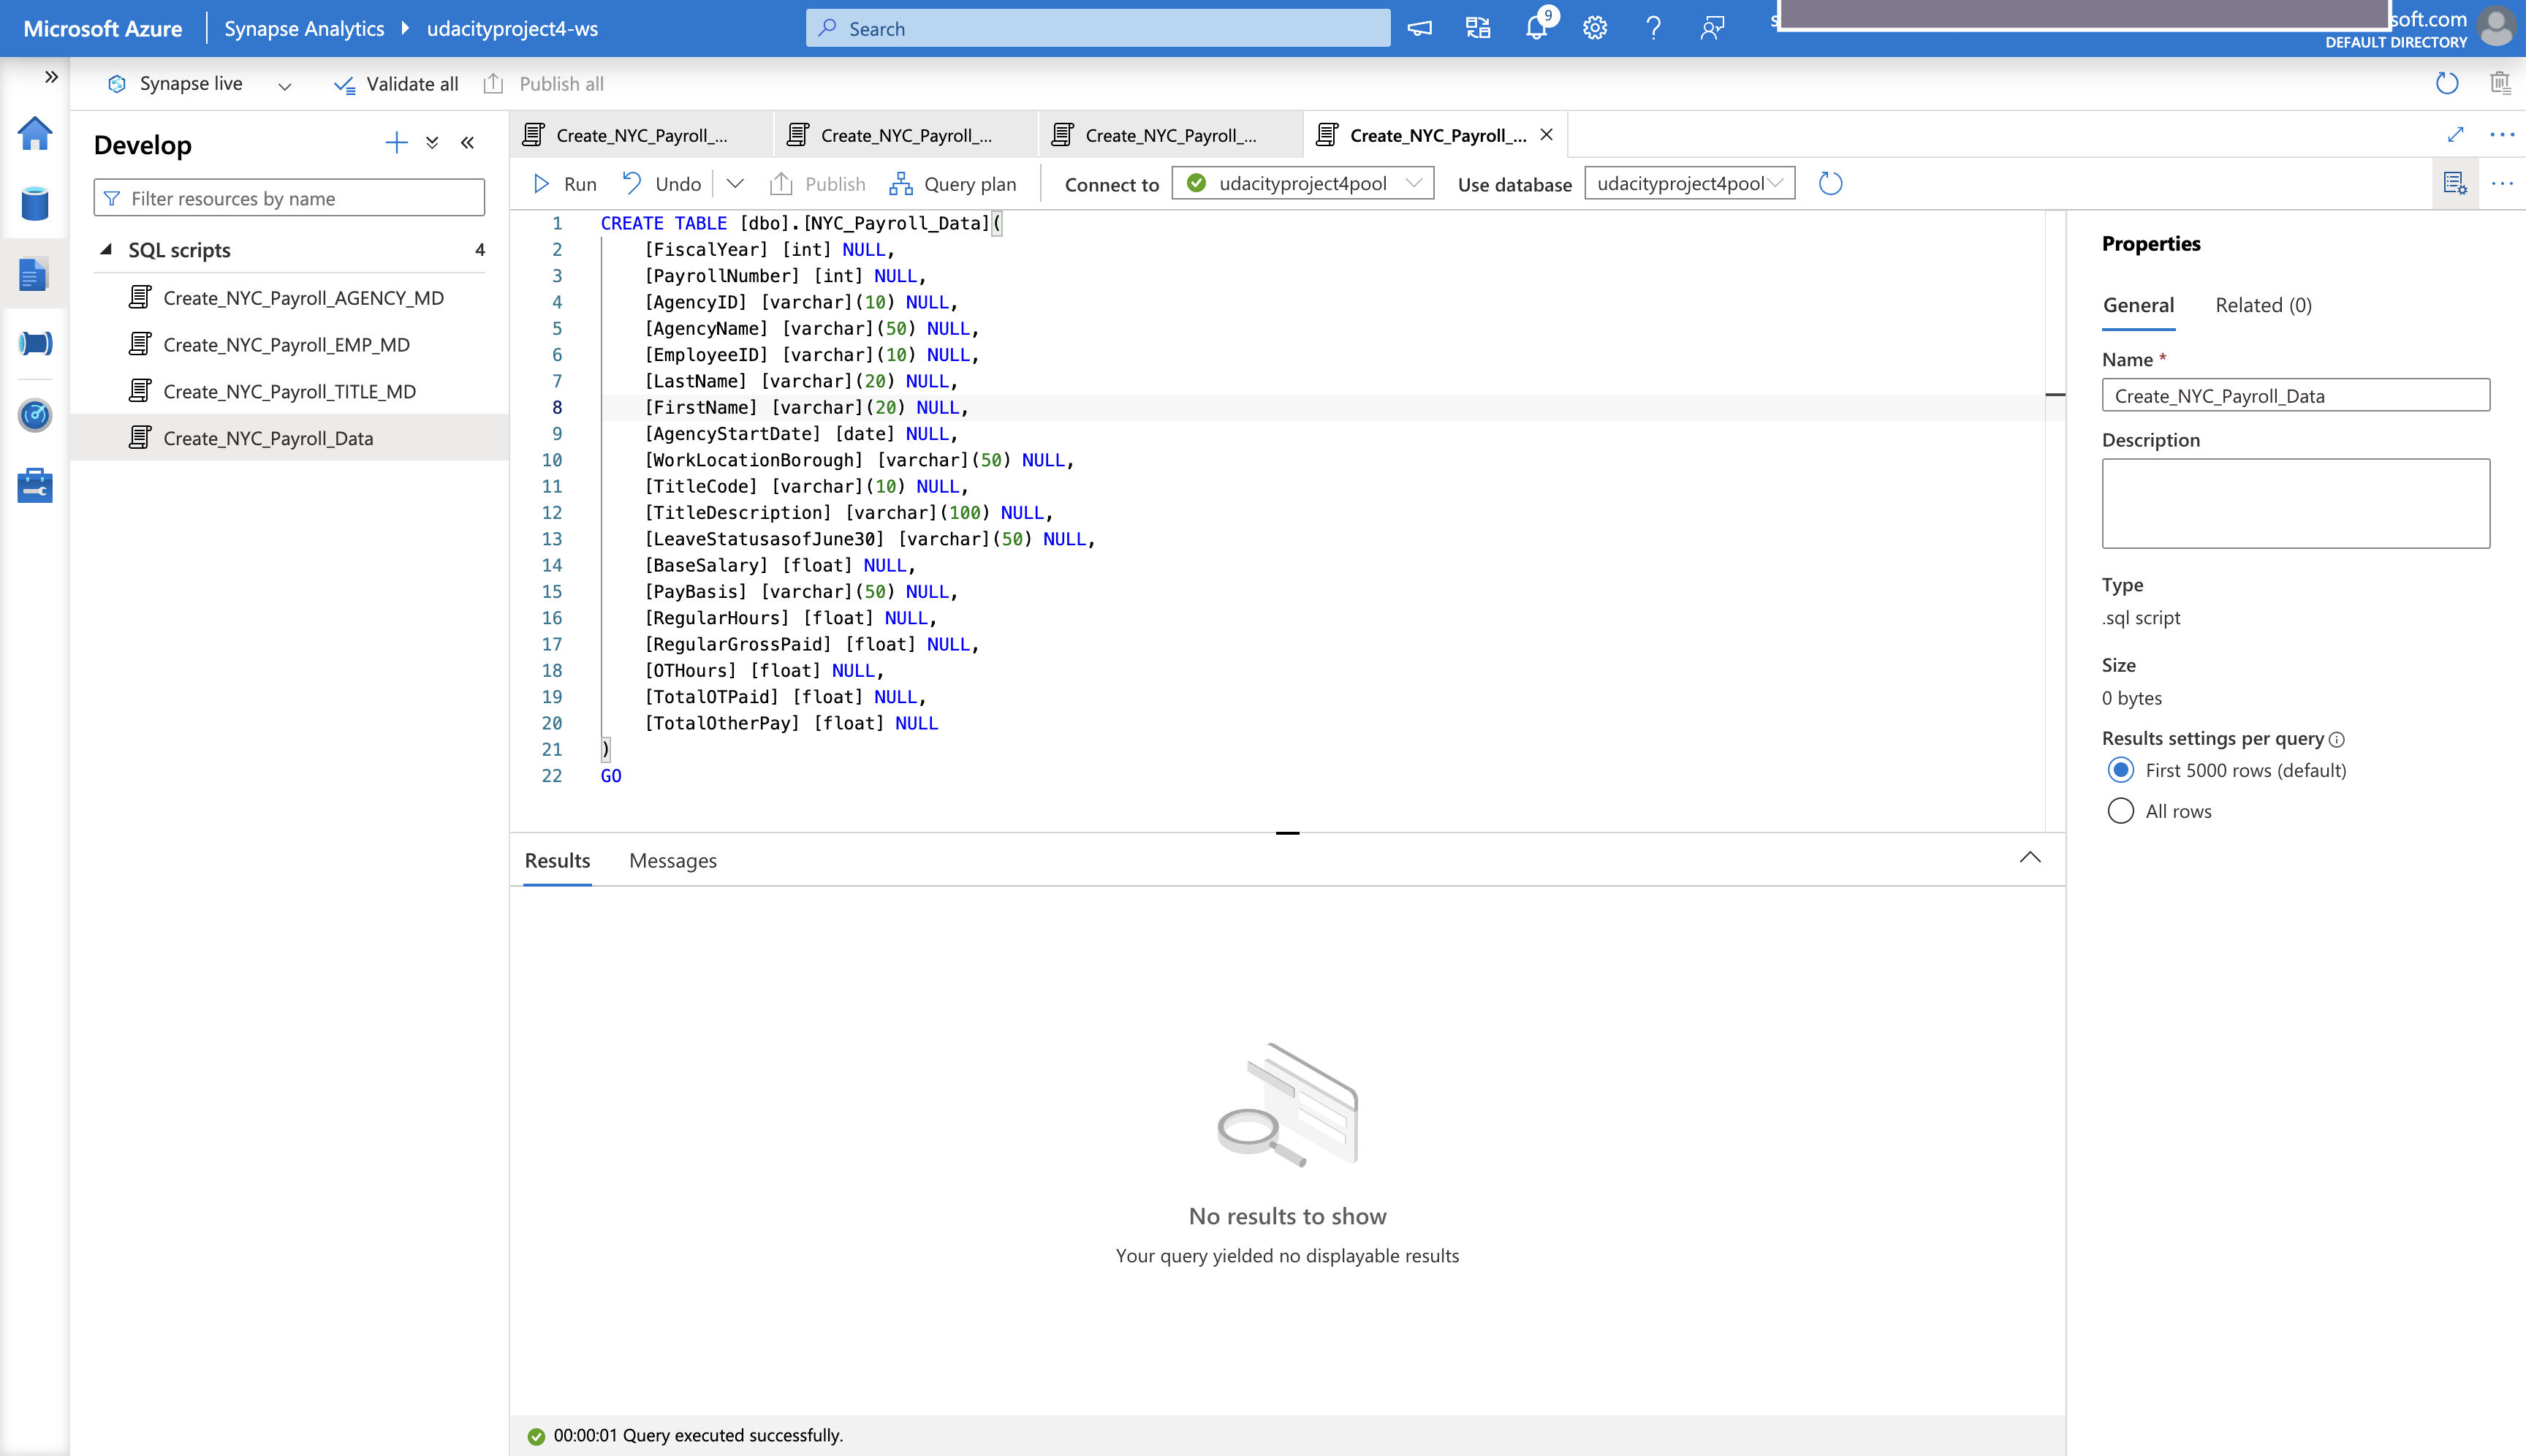 Microsoft Azure
Synapse Analytics
udacityproject4-ws
Search
9
soft.com
DEFAULT DIRECTORY
Synapse live
Validate all
Publish all
Develop
Filter resources by name
SQL scripts
4
Create_NYC_Payroll_AGENCY_MD
Create_NYC_Payroll_EMP_MD
Create_NYC_Payroll_TITLE_MD
Create_NYC_Payroll_Data
Create_NYC_Payroll_...
Create_NYC_Payroll_...
Create_NYC_Payroll_...
Create_NYC_Payroll_...
Run
Undo
Publish
Query plan
Connect to
udacityproject4pool
Use database
udacityproject4pool
1 CREATE TABLE [dbo].[NYC_Payroll_Data](
2 [FiscalYear] [int] NULL,
3 [PayrollNumber] [int] NULL,
4 [AgencyID] [varchar](10) NULL,
5 [AgencyName] [varchar](50) NULL,
6 [EmployeeID] [varchar](10) NULL,
7 [LastName] [varchar](20) NULL,
8 [FirstName] [varchar](20) NULL,
9 [AgencyStartDate] [date] NULL,
10 [WorkLocationBorough] [varchar](50) NULL,
11 [TitleCode] [varchar](10) NULL,
12 [TitleDescription] [varchar](100) NULL,
13 [LeaveStatusasofJune30] [varchar](50) NULL,
14 [BaseSalary] [float] NULL,
15 [PayBasis] [varchar](50) NULL,
16 [RegularHours] [float] NULL,
17 [RegularGrossPaid] [float] NULL,
18 [OTHours] [float] NULL,
19 [TotalOTPaid] [float] NULL,
20 [TotalOtherPay] [float] NULL
21 )
22 GO
Results
Messages
No results to show
Your query yielded no displayable results
00:00:01 Query executed successfully.
Properties
General
Related (0)
Name *
Create_NYC_Payroll_Data
Description
Type
.sql script
Size
0 bytes
Results settings per query
First 5000 rows (default)
All rows